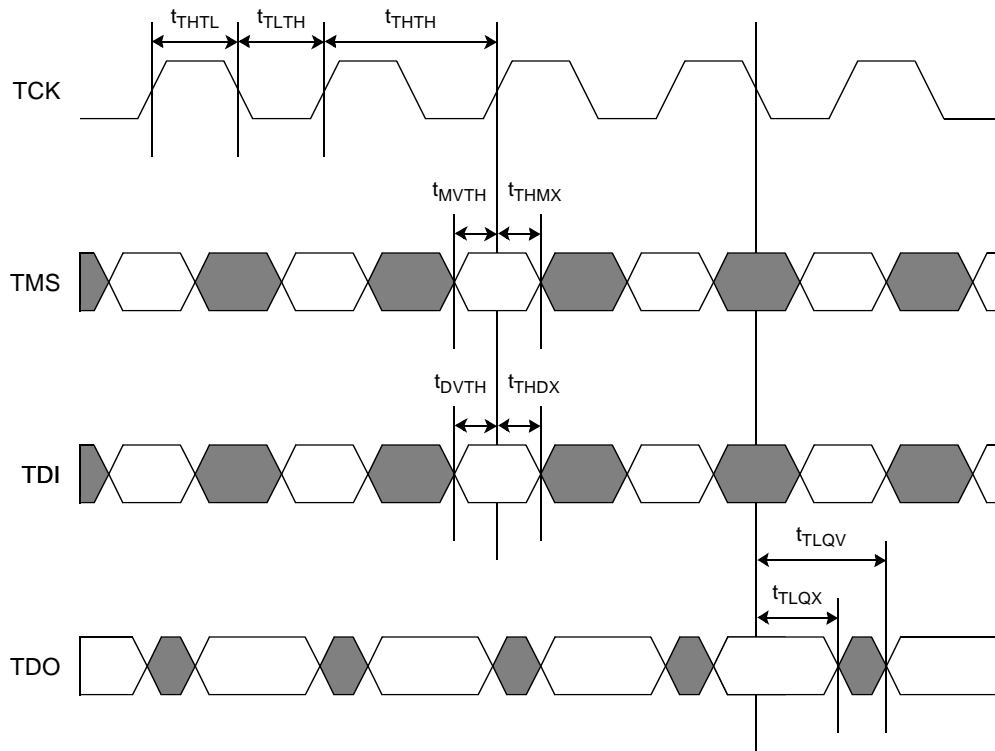 tTHTL tTLTH tTHTH
TCK
tMVTH tTHMX
TMS
tDVTH tTHDX
TDI
tTLQV
tTLQX
TDO